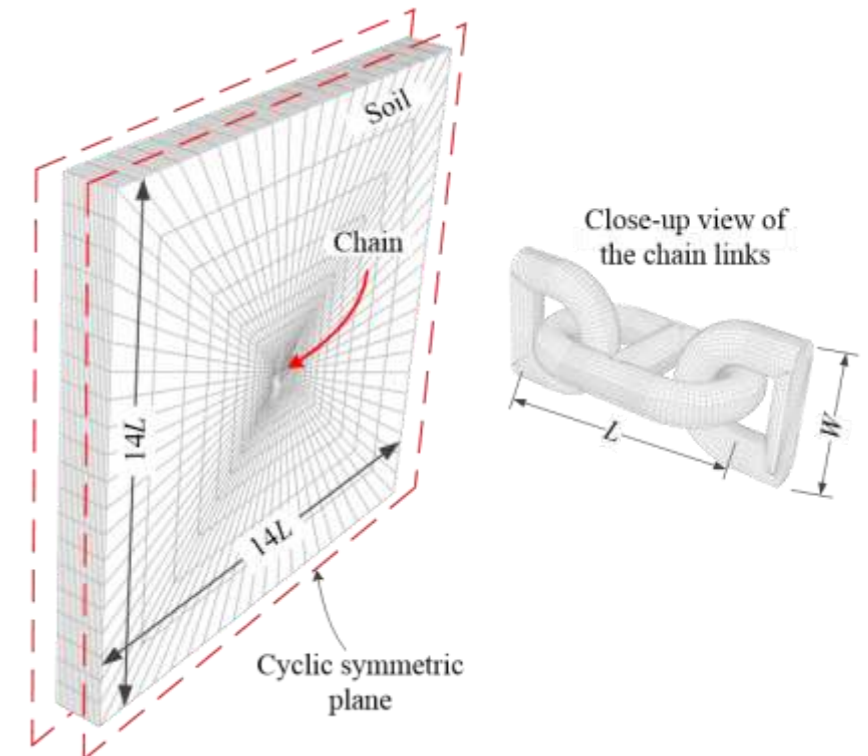 Soil
Chain
14L
14L
Cyclic symmetric
plane
Close-up view of
the chain links
L
W